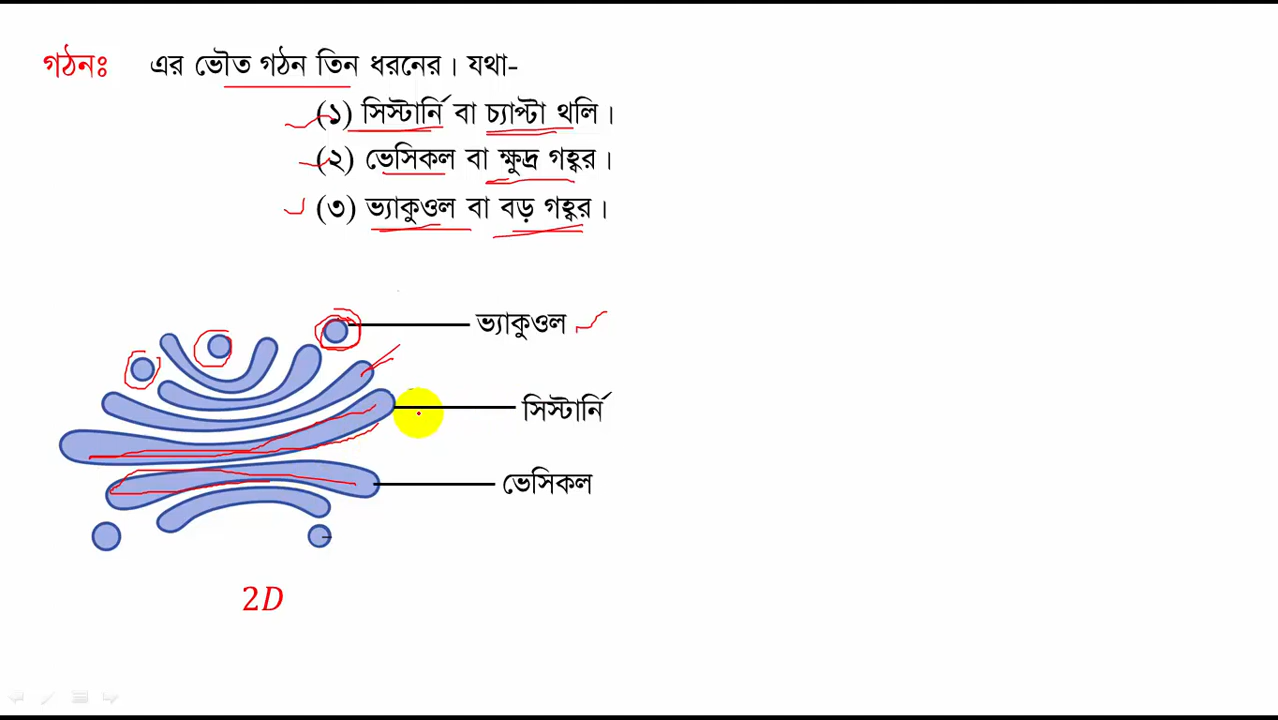 গঠনঃ এর ভৌত গঠন তিন ধরনের। যথা-
(১) সিস্টার্নি বা চ্যাপ্টা থলি।
(২) ভেসিকল বা ক্ষুদ্র গহ্বর।
(৩) ভ্যাকুওল বা বড় গহ্বর।
ভ্যাকুওল
সিস্টার্নি
ভেসিকল
2D